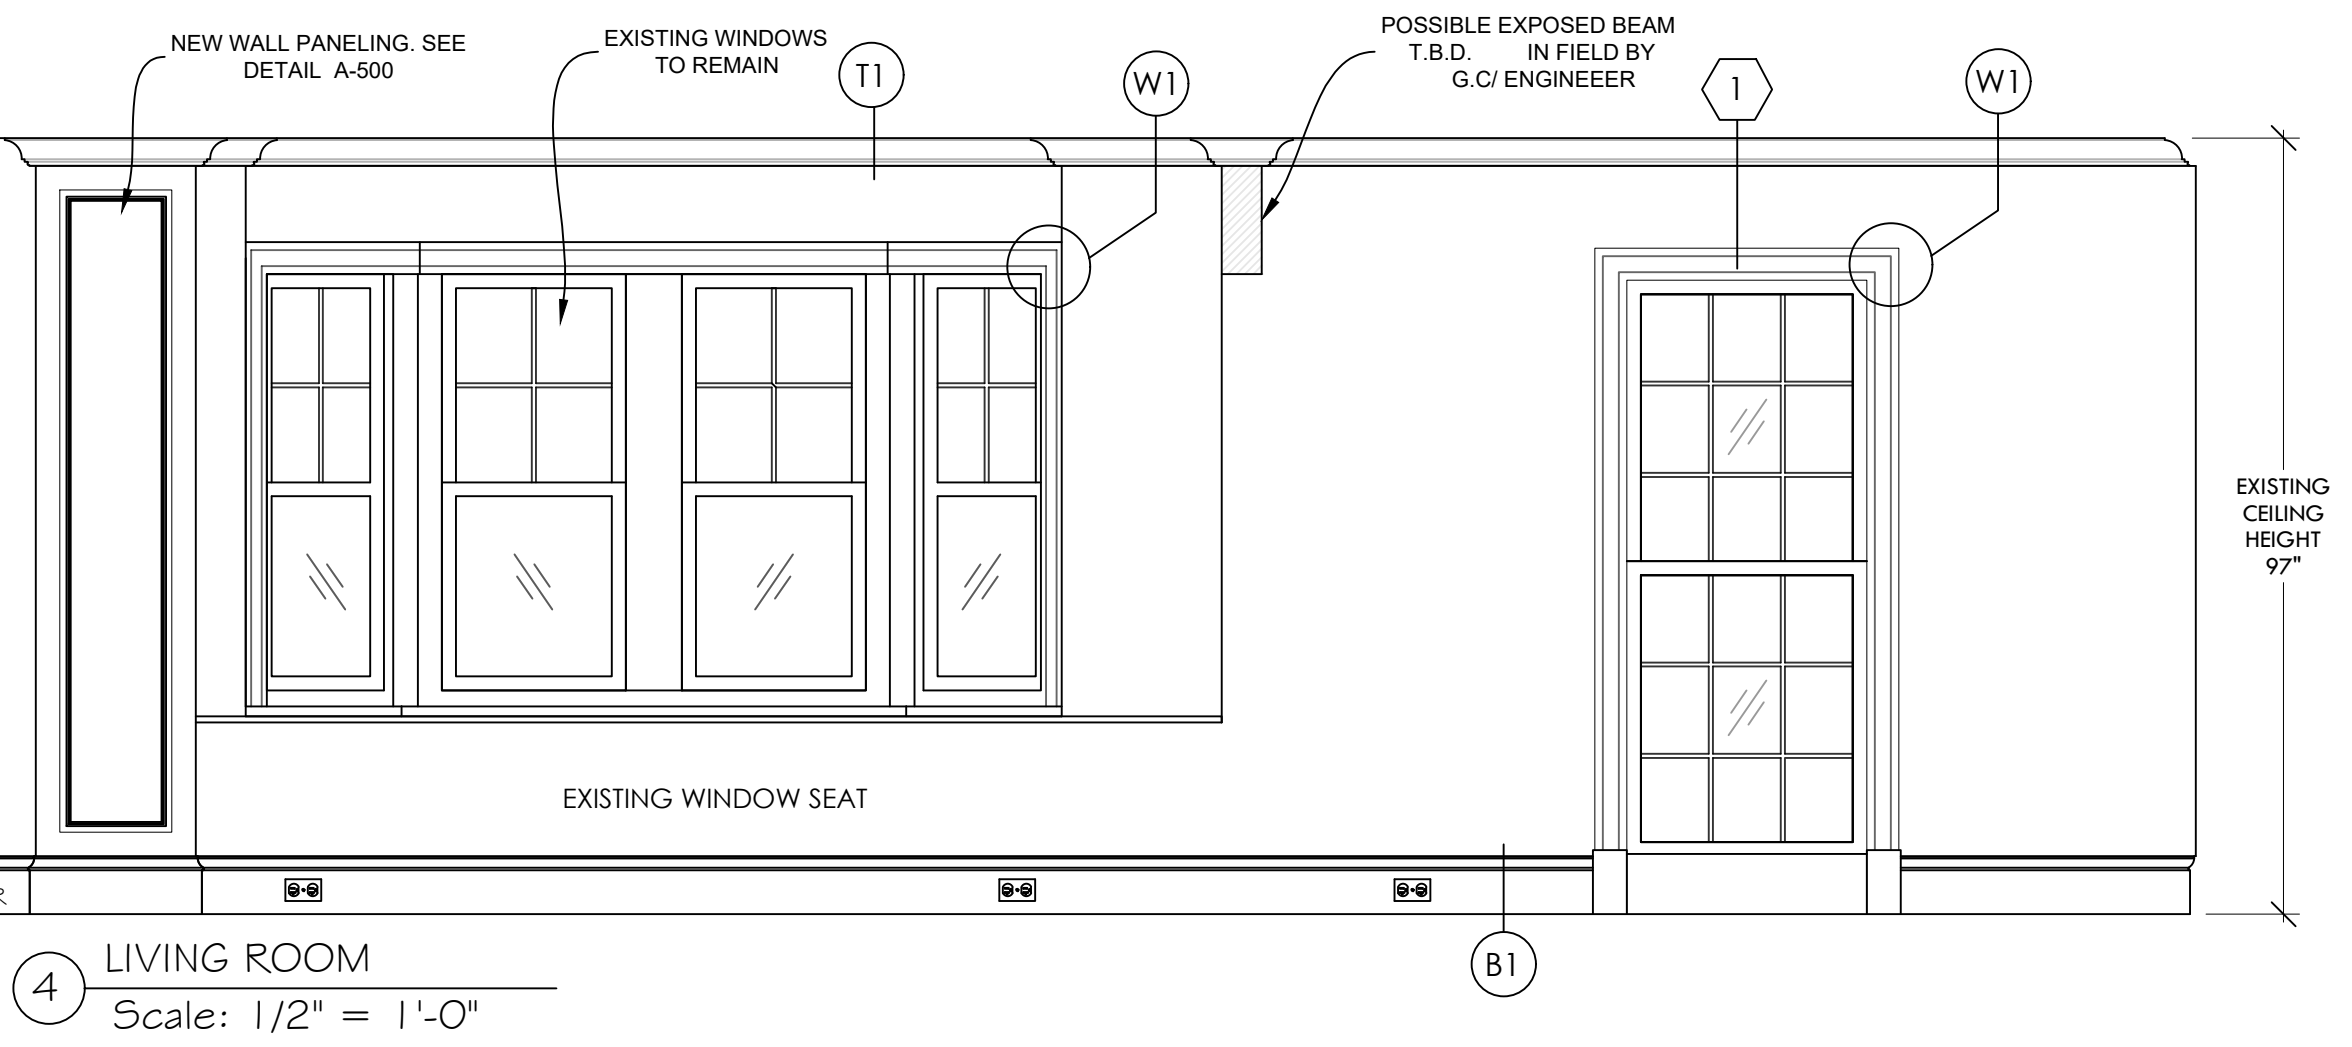 NEW WALL PANELING. SEE
DETAIL A-500
EXISTING WINDOWS
TO REMAIN
T1
W1
POSSIBLE EXPOSED BEAM
T.B.D. IN FIELD BY
G.C/ ENGINEEER
1
W1
EXISTING
CEILING
HEIGHT
97"
EXISTING WINDOW SEAT
R
B1
4
LIVING ROOM
Scale: 1/2" = 1'-0"